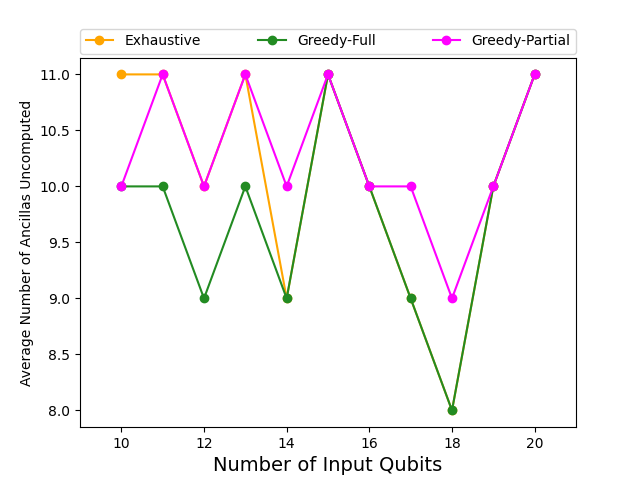 Exhaustive Greedy-Full Greedy-Partial
11.0
10.5
10.0
9.5
9.0
8.5
8.0
Average Number of Ancillas Uncomputed
10 12 14 16 18 20
Number of Input Qubits